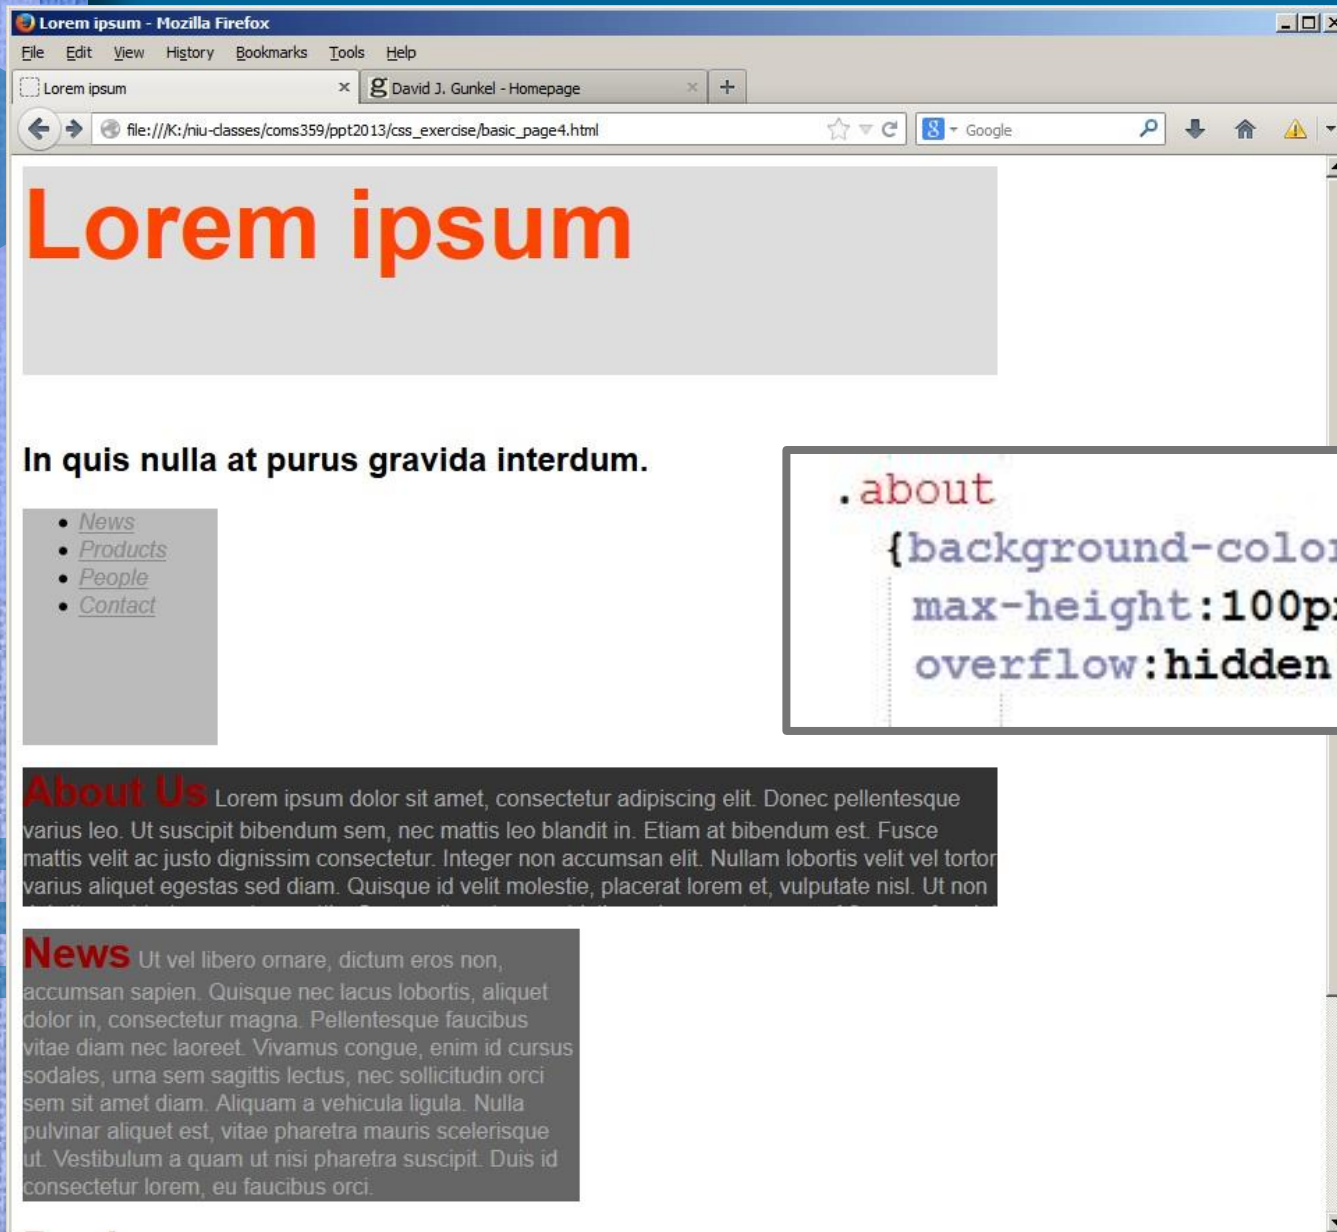 Lorem ipsum - Mozilla Firefox
File Edit View History Bookmarks Tools Help
Lorem ipsum
g David J. Gunkel - Homepage
file:///K:/niu-classes/coms359/ppt2013/css_exercise/basic_page4.html
8 Google
Lorem ipsum
In quis nulla at purus gravida interdum.
• News
• Products
• People
• Contact
.about
{background-color
max-height:100px
overflow:hidden
About Us Lorem ipsum dolor sit amet, consectetur adipiscing elit. Donec pellentesque
varius leo. Ut suscipit bibendum sem, nec mattis leo blandit in. Etiam at bibendum est. Fusce
mattis velit ac justo dignissim consectetur. Integer non accumsan elit. Nullam lobortis velit vel tortor
varius aliquet egestas sed diam. Quisque id velit molestie, placerat lorem et, vulputate nisl. Ut non
News Ut vel libero ornare, dictum eros non,
accumsan sapien. Quisque nec lacus lobortis, aliquet
dolor in, consectetur magna. Pellentesque faucibus
vitae diam nec laoreet. Vivamus congue, enim id cursus
sodales, urna sem sagittis lectus, nec sollicitudin orci
sem sit amet diam. Aliquam a vehicula ligula. Nulla
pulvinar aliquet est, vitae pharetra mauris scelerisque
ut. Vestibulum a quam ut nisi pharetra suscipit. Duis id
consectetur lorem, eu faucibus orci.